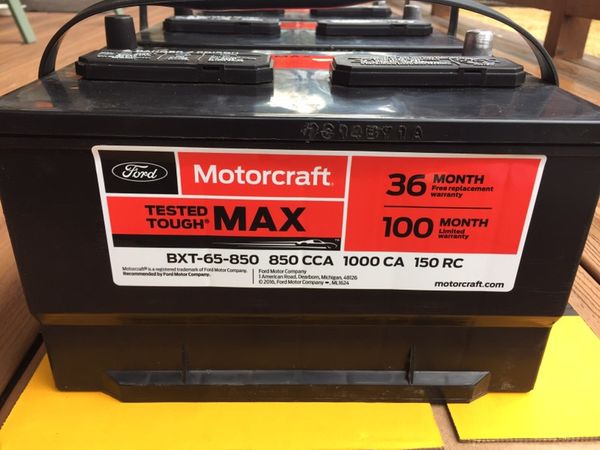 Ford
Motorcraft®
TESTED
TOUGH® MAX
36 MONTH
Free replacement
warranty
100 MONTH
Limited
warranty
BXT-65-850 850 CCA 1000 CA 150 RC
Motorcraft® is a registered trademark of Ford Motor Company.
Recommended by Ford Motor Company.
Ford Motor Company
1 American Road, Dearborn, Michigan, 48126
© 2016, Ford Motor Company
ML1624
motorcraft.com